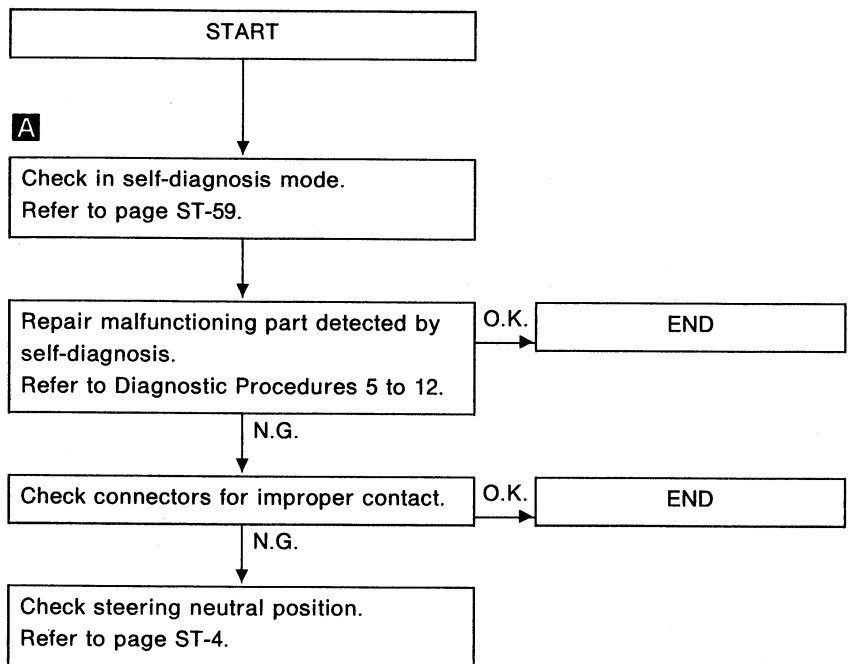 START
A
Check in self-diagnosis mode.
Refer to page ST-59.
Repair malfunctioning part detected by
self-diagnosis.
Refer to Diagnostic Procedures 5 to 12.
O.K.
END
N.G.
Check connectors for improper contact.
O.K.
END
N.G.
Check steering neutral position.
Refer to page ST-4.